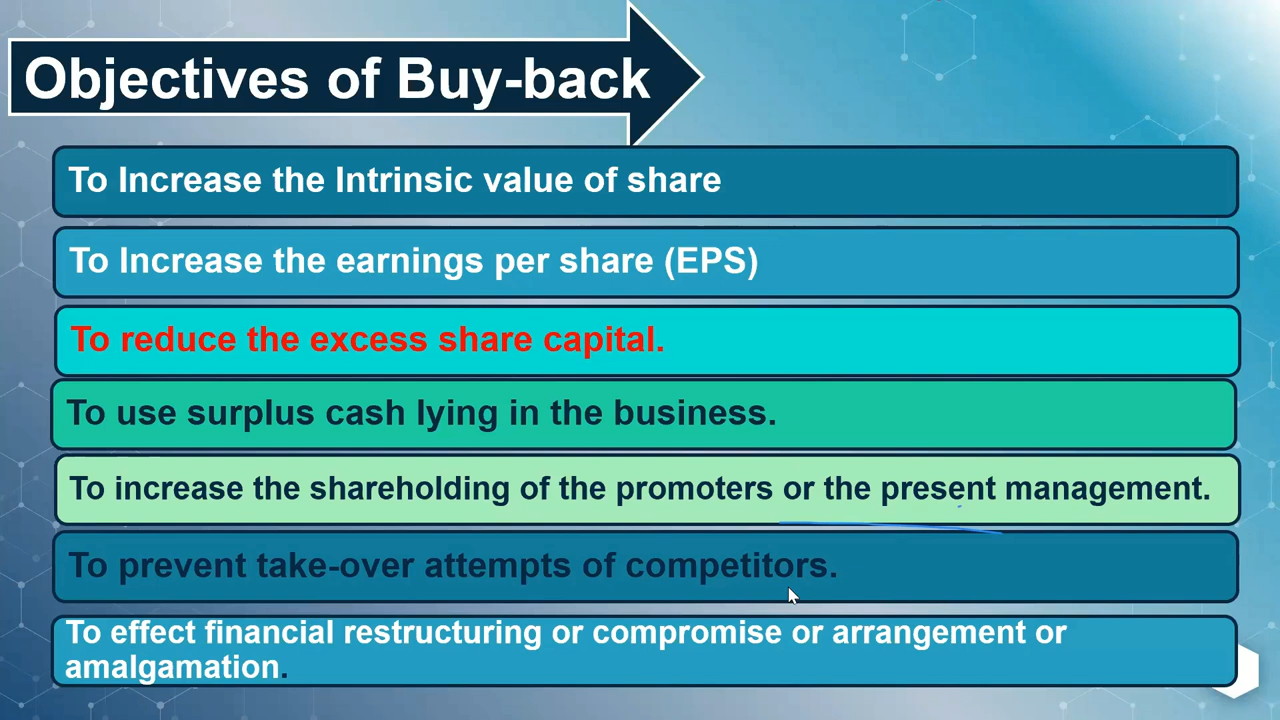 Objectives of Buy-back
To Increase the Intrinsic value of share
To Increase the earnings per share (EPS)
To reduce the excess share capital.
To use surplus cash lying in the business.
To increase the shareholding of the promoters or the present management.
To prevent take-over attempts of competitors.
To effect financial restructuring or compromise or arrangement or
amalgamation.